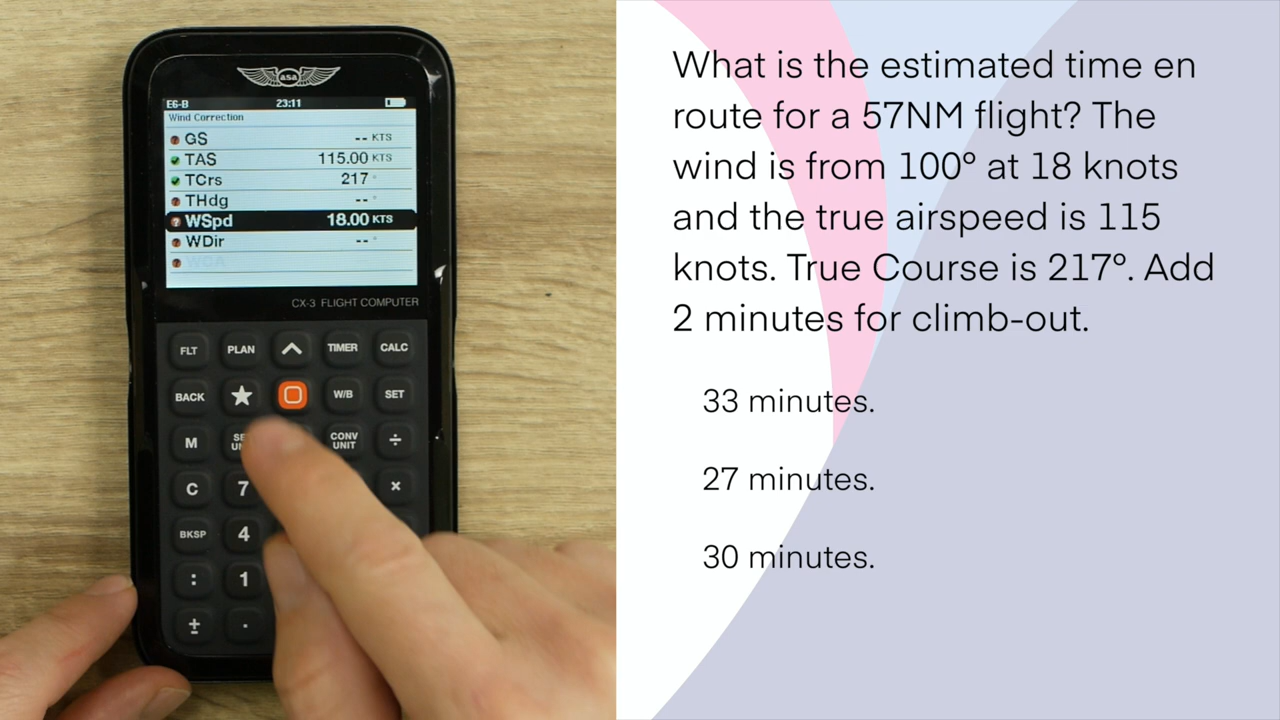 asa
E6-B 23:11
Wind Correction
GS -- KTS
TAS 115.00 KTS
TCrs 217 °
THdg -- °
WSpd 18.00 KTS
WDir -- °
WCA
CX-3 FLIGHT COMPUTER
FLT PLAN TIMER CALC
BACK W/B SET
M CONV UNIT ÷
C 7 ×
BKSP 4
: 1
± .
What is the estimated time en
route for a 57NM flight? The
wind is from 100° at 18 knots
and the true airspeed is 115
knots. True Course is 217°. Add
2 minutes for climb-out.
33 minutes.
27 minutes.
30 minutes.